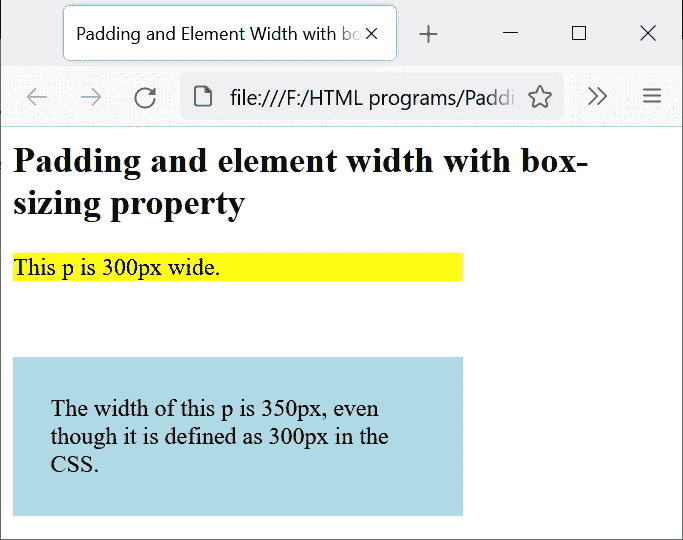 Padding and Element Width with bo
file:///F:/HTML programs/Paddi
Padding and element width with box-
sizing property
This p is 300px wide.
The width of this p is 350px, even
though it is defined as 300px in the
CSS.